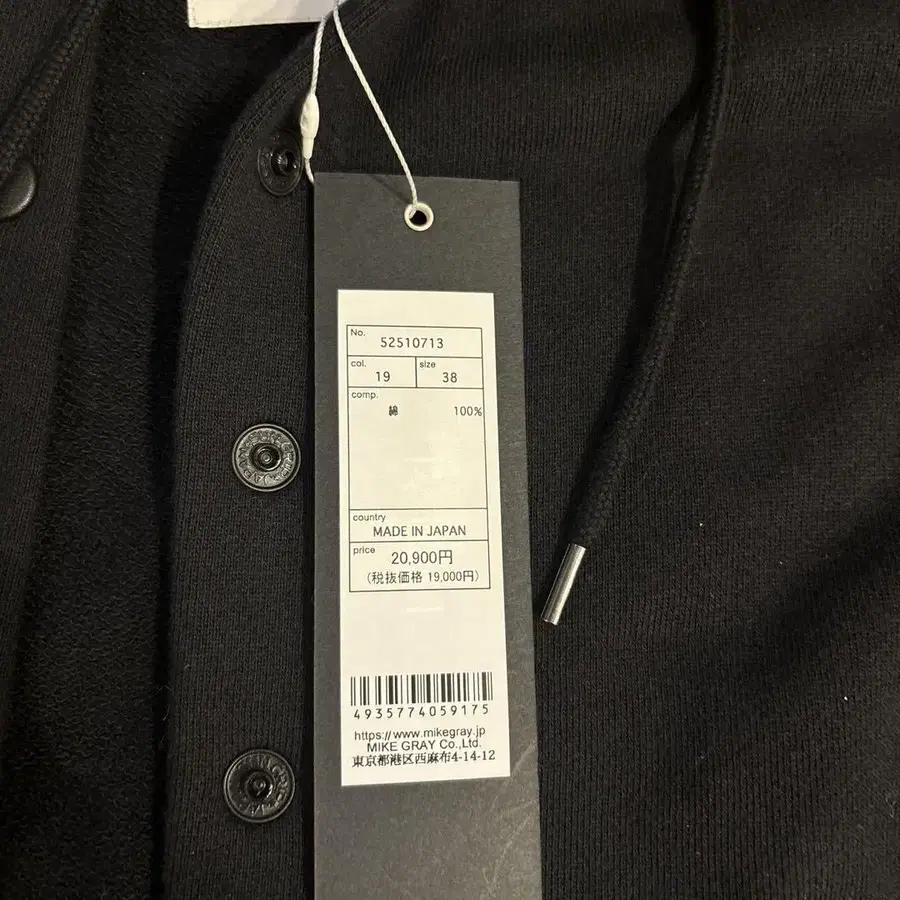 No.
52510713
col.
19
size
38
comp.
綿 100%
country
MADE IN JAPAN
price
20,900円
(税抜価格 19,000円)
4935774059175
https://www.mikegray.jp
MIKE GRAY Co.,Ltd.
東京都港区西麻布4-14-12